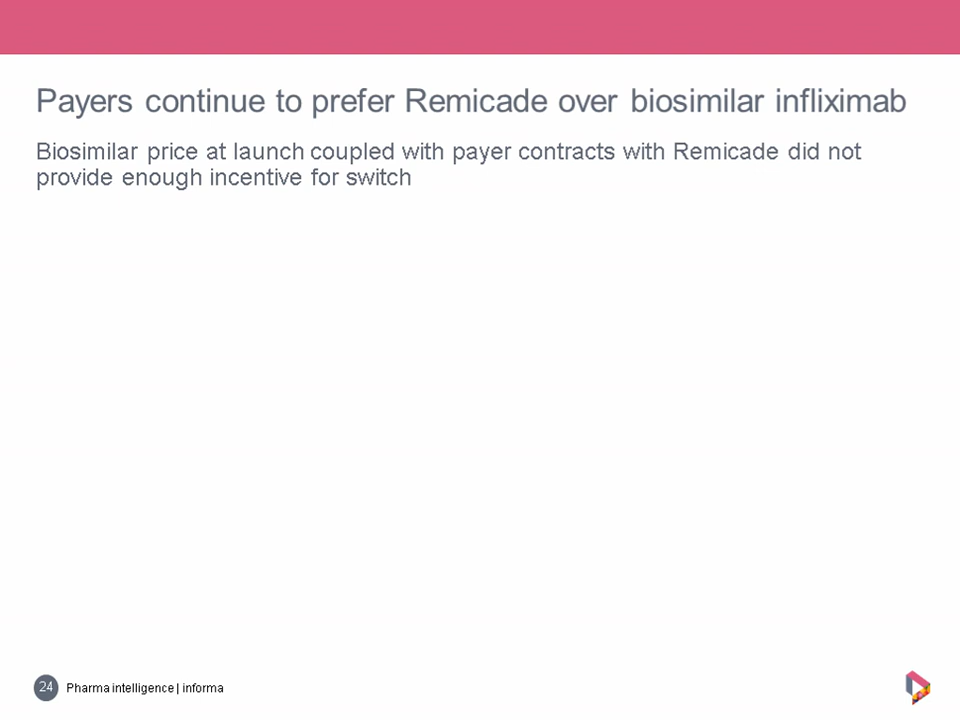 Payers continue to prefer Remicade over biosimilar infliximab
Biosimilar price at launch coupled with payer contracts with Remicade did not
provide enough incentive for switch
24 Pharma intelligence | informa